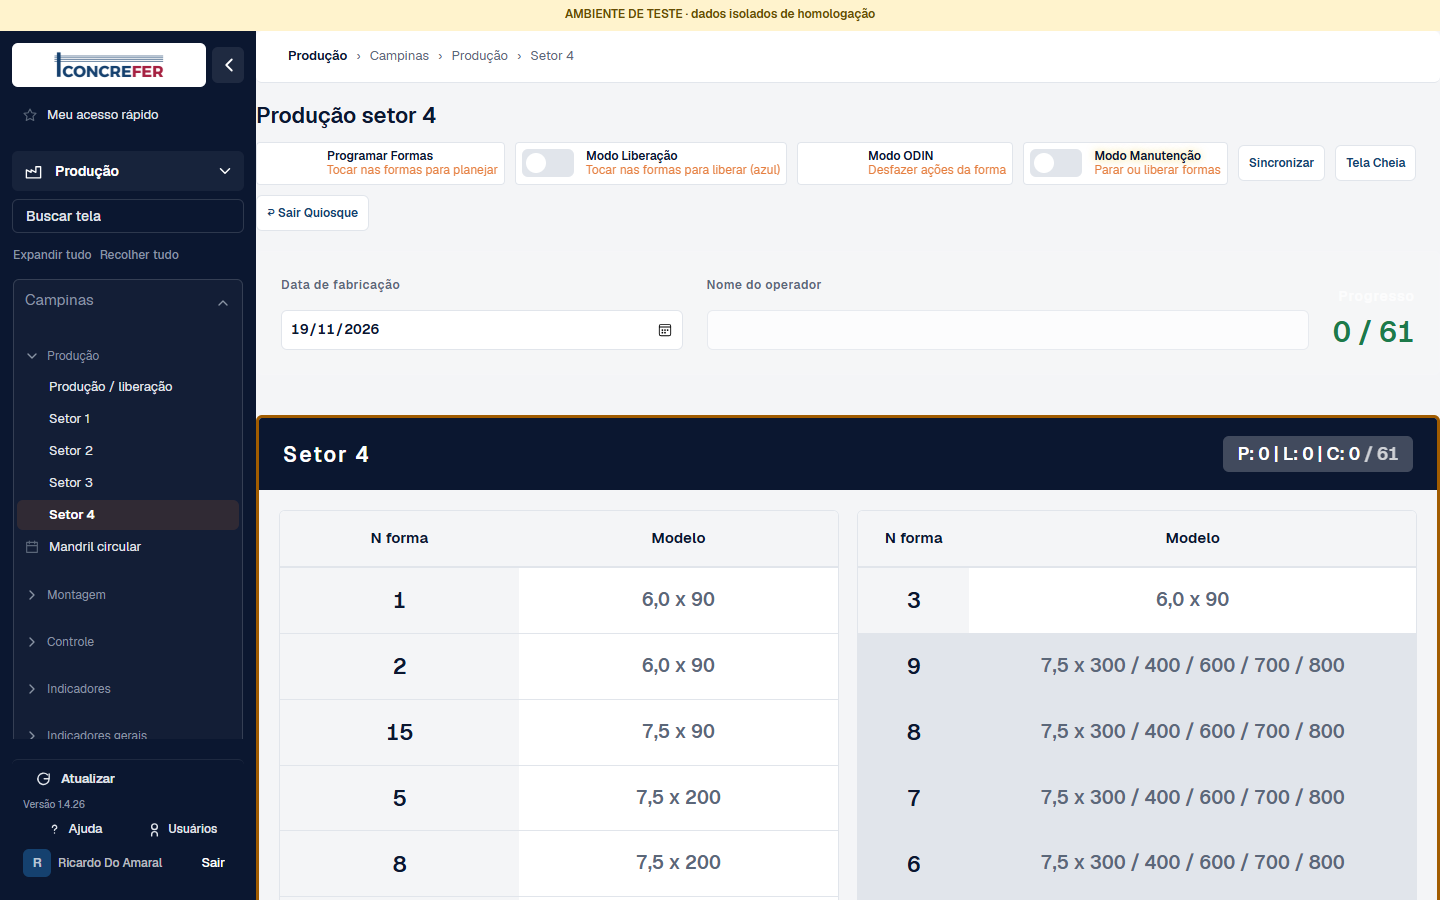 AMBIENTE DE TESTE · dados isolados de homologação
CONCREFER
Meu acesso rápido
Produção
Buscar tela
Expandir tudo Recolher tudo
Campinas
Produção
Produção / liberação
Setor 1
Setor 2
Setor 3
Setor 4
Mandril circular
Montagem
Controle
Indicadores
Indicadores gerais
Atualizar
Versão 1.4.26
? Ajuda
Usuários
R Ricardo Do Amaral
Sair
Produção › Campinas › Produção › Setor 4
Produção setor 4
Programar Formas
Tocar nas formas para planejar
Modo Liberação
Tocar nas formas para liberar (azul)
Modo ODIN
Desfazer ações da forma
Modo Manutenção
Parar ou liberar formas
Sincronizar
Tela Cheia
Sair Quiosque
Data de fabricação
19/11/2026
Nome do operador
Progresso
0 / 61
Setor 4
P: 0 | L: 0 | C: 0 / 61
N forma Modelo
1 6,0 x 90
2 6,0 x 90
15 7,5 x 90
5 7,5 x 200
8 7,5 x 200
N forma Modelo
3 6,0 x 90
9 7,5 x 300 / 400 / 600 / 700 / 800
8 7,5 x 300 / 400 / 600 / 700 / 800
7 7,5 x 300 / 400 / 600 / 700 / 800
6 7,5 x 300 / 400 / 600 / 700 / 800